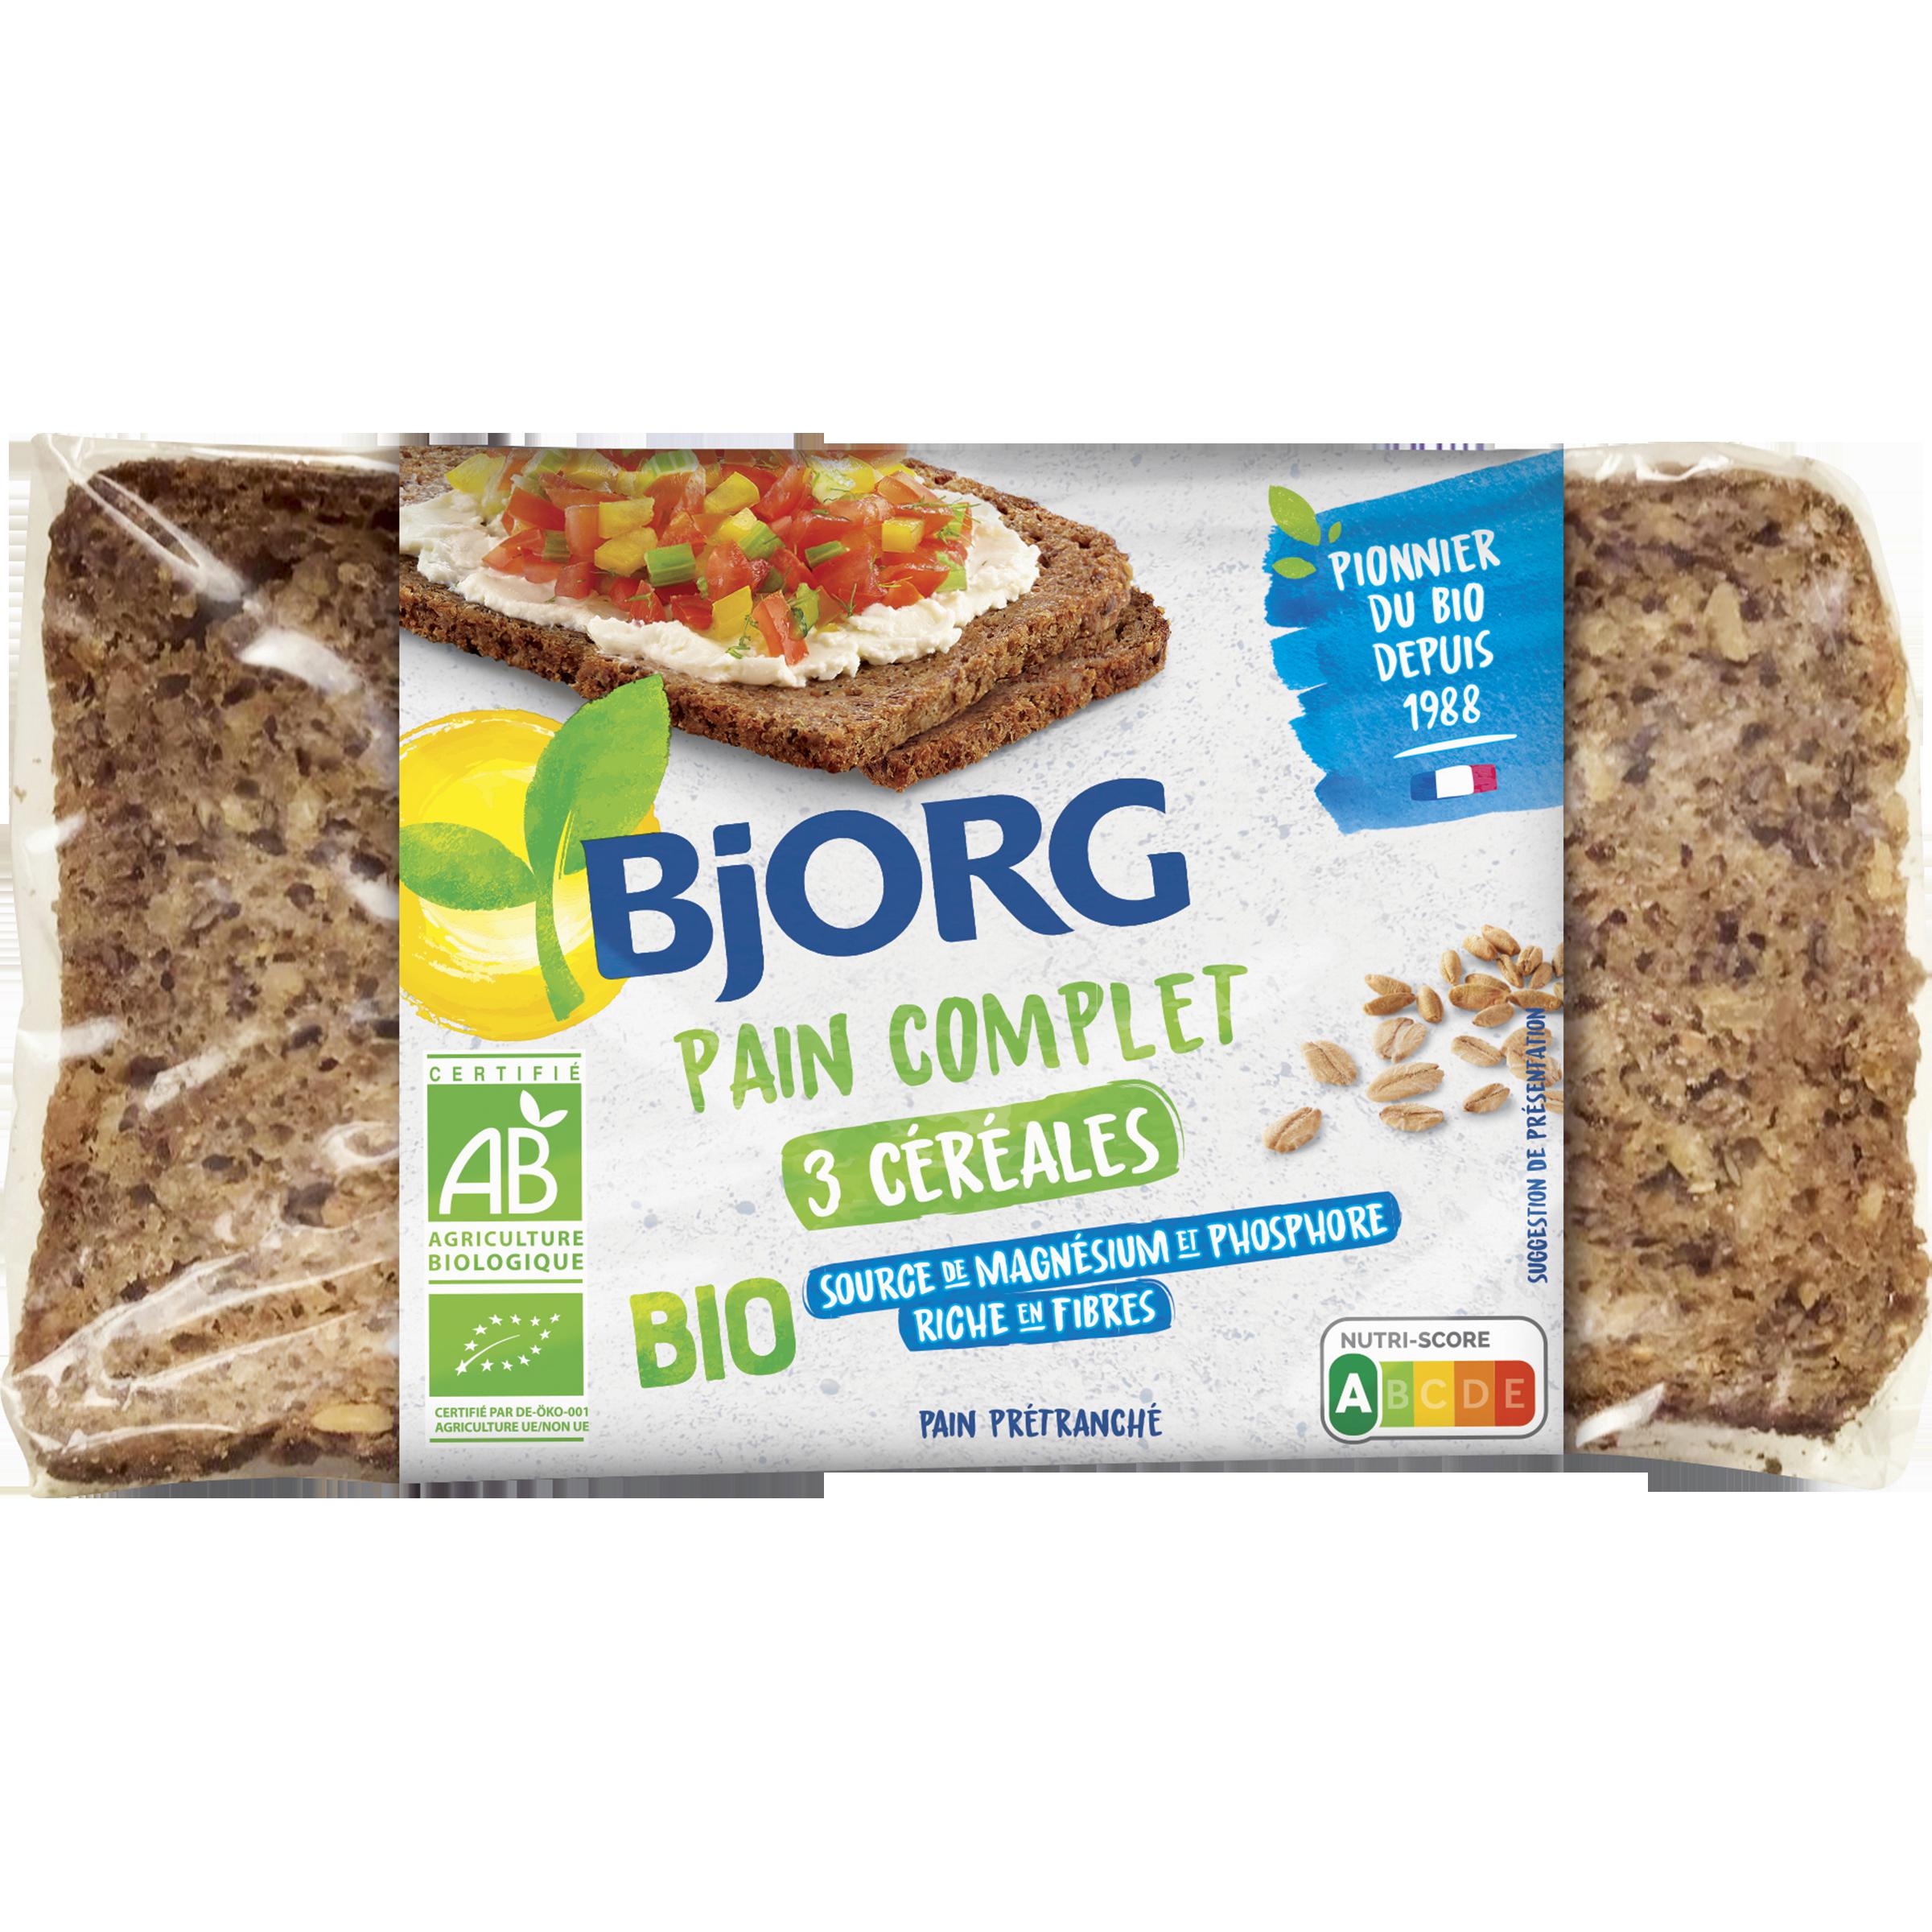 PIONNIER
DU BIO
DEPUIS
1988
BjORG
PAIN COMPLET
3 CÉRÉALES
BIO
SOURCE DE MAGNÉSIUM ET PHOSPHORE
RICHE EN FIBRES
PAIN PRÉTRANCHÉ
CERTIFIÉ
AB
AGRICULTURE
BIOLOGIQUE
CERTIFIÉ PAR DE-ÖKO-001
AGRICULTURE UE/NON UE
SUGGESTION DE PRÉSENTATION
NUTRI-SCORE
A B C D E